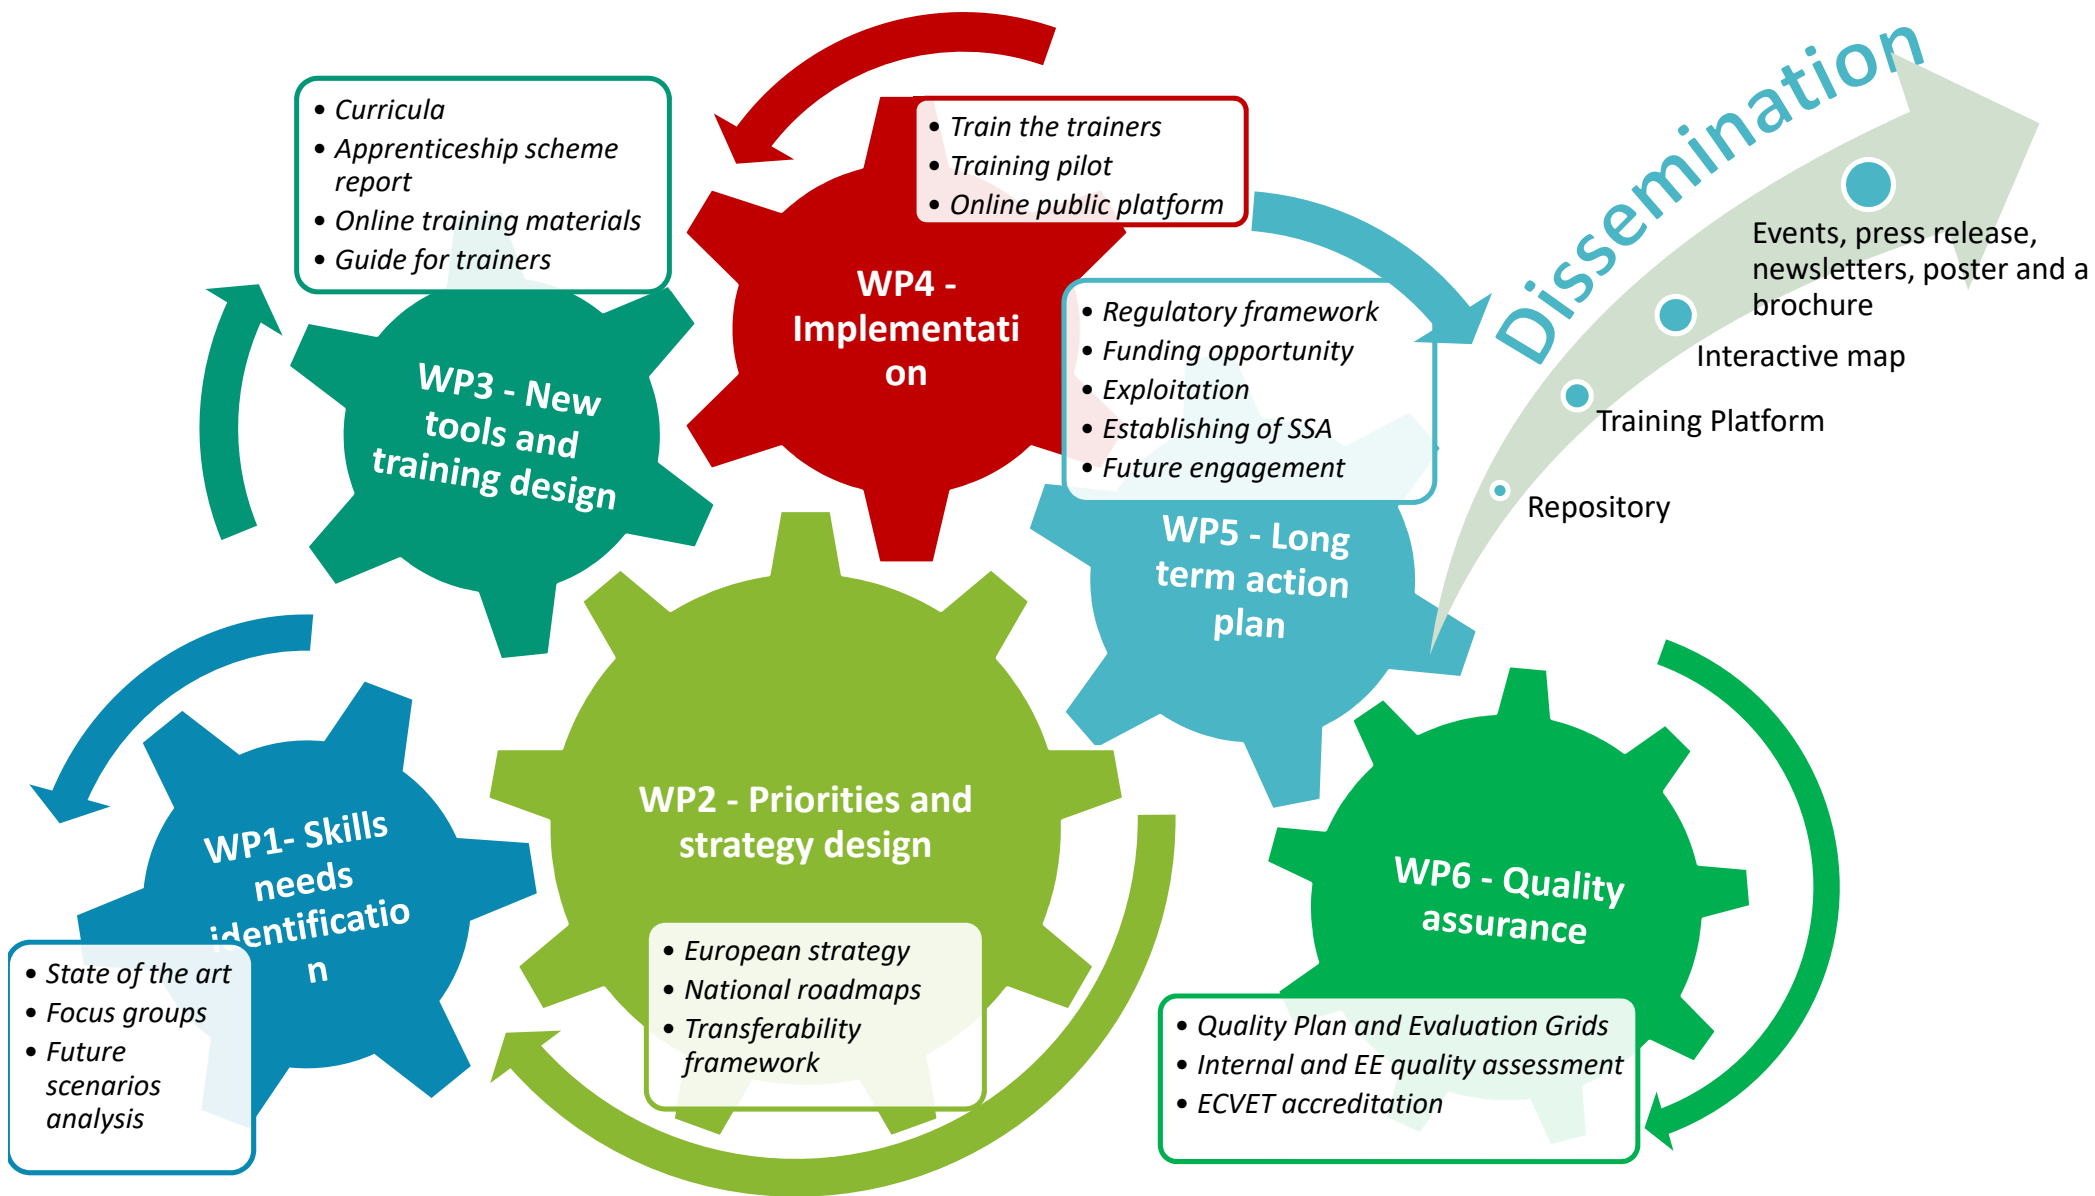 • Curricula
• Apprenticeship scheme
report
• Online training materials
• Guide for trainers
WP3 - New
tools and
training design
• Train the trainers
• Training pilot
• Online public platform
WP4 -
Implementati
on
• Regulatory framework
• Funding opportunity
• Exploitation
• Establishing of SSA
• Future engagement
WP5 - Long
term action
plan
Dissemination
Events, press release,
newsletters, poster and a
brochure
Interactive map
Training Platform
Repository
WP1- Skills
needs
identificatio
n
• State of the art
• Focus groups
• Future
scenarios
analysis
WP2 - Priorities and
strategy design
• European strategy
• National roadmaps
• Transferability
framework
WP6 - Quality
assurance
• Quality Plan and Evaluation Grids
• Internal and EE quality assessment
• ECVET accreditation